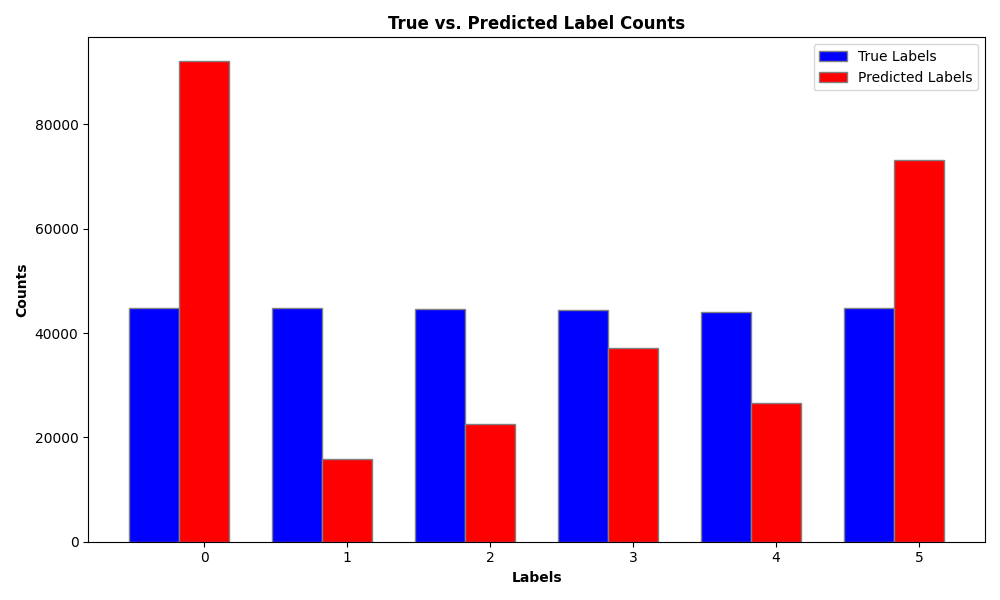 True vs. Predicted Label Counts
True Labels
Predicted Labels
80000
60000
40000
20000
0
Counts
0 1 2 3 4 5
Labels